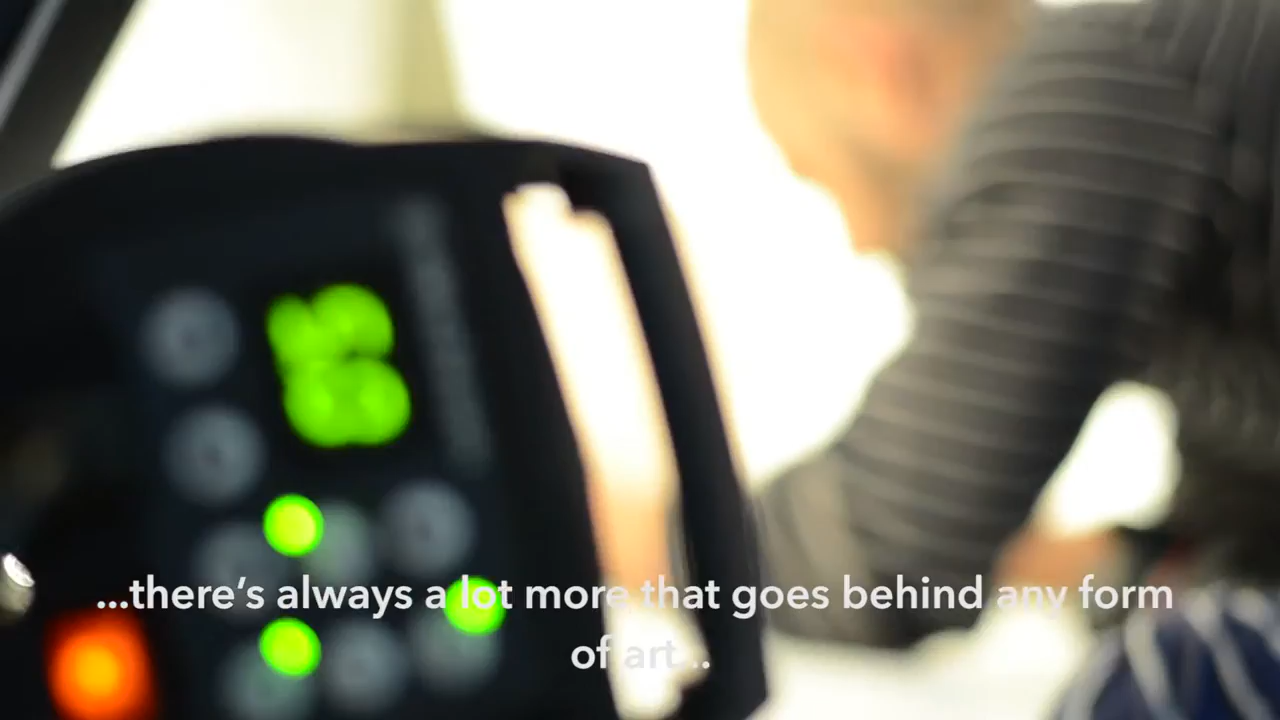 ...there's always a lot more that goes behind any form
of art...